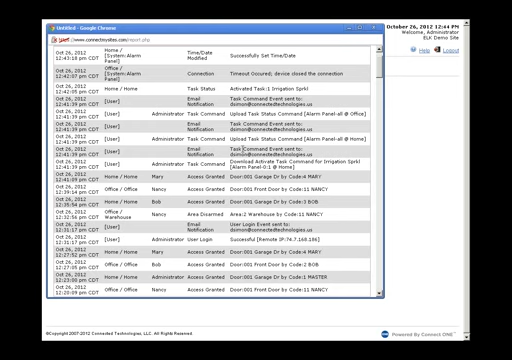 Untitled - Google Chrome
www.connectmysites.com/report.php
October 26, 2012 12:44 PM
Welcome, Administrator
ELK Demo Site
Help Logout
Oct 26, 2012 12:43:18 pm CDT Home / [System:Alarm Panel] Time/Date Modified Successfully Set Time/Date
Oct 26, 2012 12:42:07 pm CDT Office / [System:Alarm Panel] Connection Timeout Occured; device closed the connection
Oct 26, 2012 12:42:05 pm CDT Home / Home Task Status Activated Task:1 Irrigation Sprkl
Oct 26, 2012 12:41:39 pm CDT [User] Email Notification Task Command Event sent to: dsimon@connectedtechnologies.us
Oct 26, 2012 12:41:39 pm CDT [User] Administrator Task Command Upload Task Status Command [Alarm Panel-all @ Office]
Oct 26, 2012 12:41:39 pm CDT [User] Email Notification Task Command Event sent to: dsimon@connectedtechnologies.us
Oct 26, 2012 12:41:39 pm CDT [User] Administrator Task Command Upload Task Status Command [Alarm Panel-all @ Home]
Oct 26, 2012 12:41:39 pm CDT [User] Email Notification Task Command Event sent to: dsimon@connectedtechnologies.us
Oct 26, 2012 12:41:39 pm CDT [User] Administrator Task Command Download Activate Task Command for Irrigation Sprkl [Alarm Panel-0:1 @ Home]
Oct 26, 2012 12:41:09 pm CDT Home / Home Mary Access Granted Door:001 Garage Dr by Code:4 MARY
Oct 26, 2012 12:39:14 pm CDT Office / Office Nancy Access Granted Door:001 Front Door by Code:11 NANCY
Oct 26, 2012 12:35:54 pm CDT Home / Home Bob Access Granted Door:001 Garage Dr by Code:3 BOB
Oct 26, 2012 12:32:56 pm CDT Office / Warehouse Nancy Area Disarmed Area:2 Warehouse by Code:11 NANCY
Oct 26, 2012 12:31:17 pm CDT [User] Email Notification User Login Event sent to: dsimon@connectedtechnologies.us
Oct 26, 2012 12:31:17 pm CDT [User] Administrator User Login Successful [Remote IP:74.7.168.186]
Oct 26, 2012 12:28:02 pm CDT Home / Home Mary Access Granted Door:001 Garage Dr by Code:4 MARY
Oct 26, 2012 12:27:05 pm CDT Office / Office Bob Access Granted Door:001 Front Door by Code:2 BOB
Oct 26, 2012 12:23:00 pm CDT Home / Home Administrator Access Granted Door:001 Garage Dr by Code:1 MASTER
Oct 26, 2012 12:20:09 pm CDT Office / Office Nancy Access Granted Door:001 Front Door by Code:11 NANCY
©Copyright 2007-2012 Connected Technologies, LLC. All Rights Reserved.
Powered By Connect ONE™